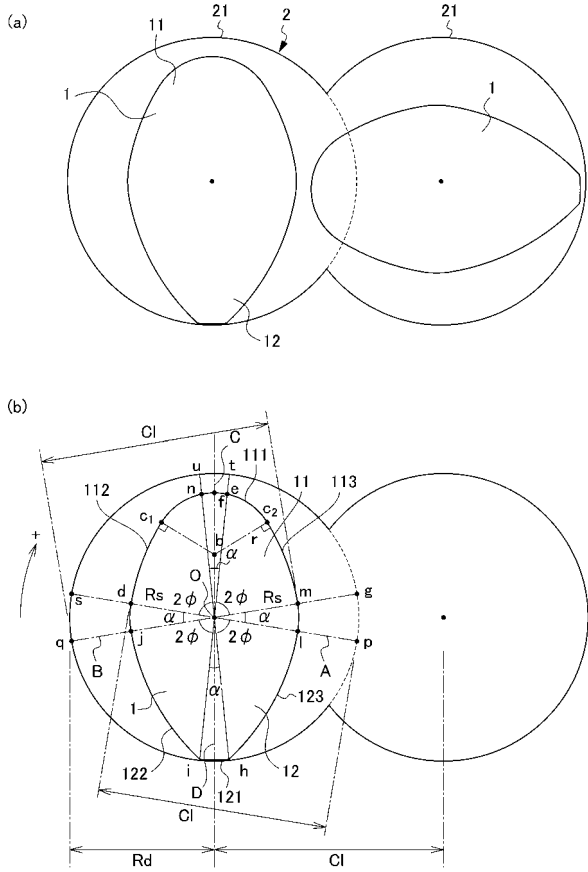 (a)
21
2
21
11
1
1
12
(b)
Cl
C
u t
n e 111
f
11
112 113
c1 c2
b r
α
+
O
d Rs 2φ 2φ Rs m g
s
α α
q j 2φ 2φ l p
B A
α
1 12 123
122
i D h 121
Cl
Rd Cl